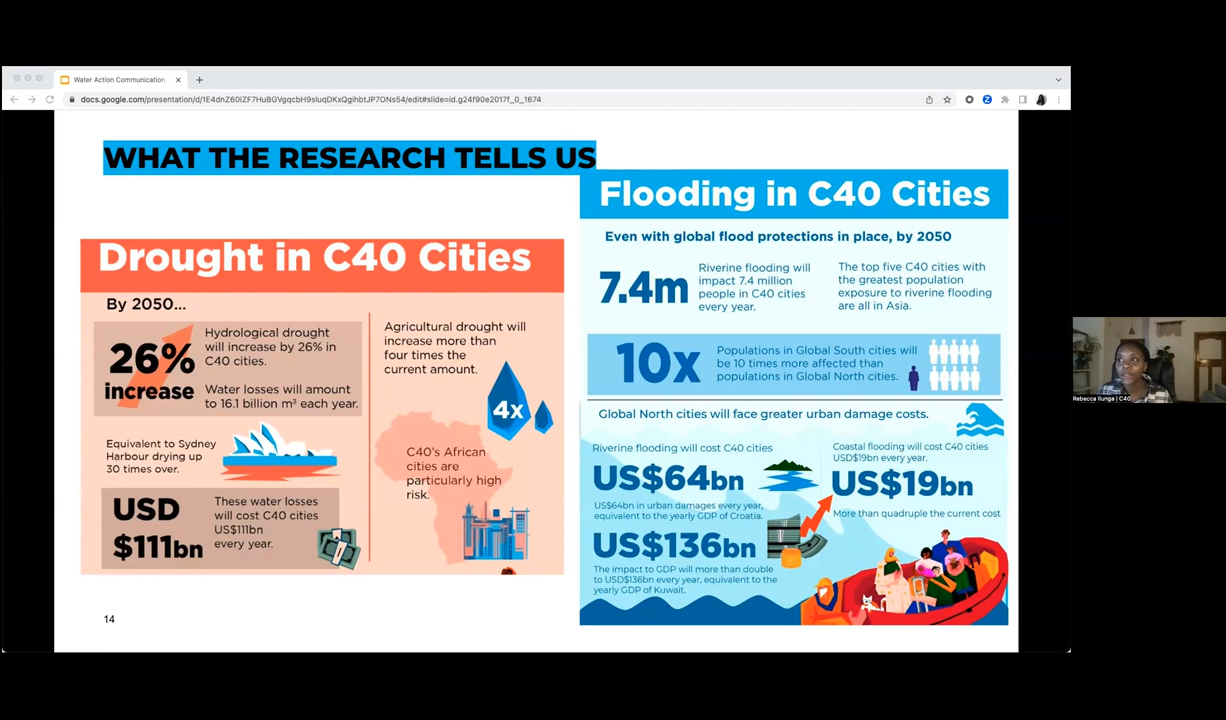 Water Action Communication
docs.google.com/presentation/d/1E4dnZ60iZF7HuBGVgqcbH9sluqDKxQgihbtJP7ONs54/edit#slide=id.g24f90e2017f_0_1674
WHAT THE RESEARCH TELLS US
Drought in C40 Cities
By 2050...
26%
increase
Hydrological drought
will increase by 26% in
C40 cities.
Water losses will amount
to 16.1 billion m³ each year.
Equivalent to Sydney
Harbour drying up
30 times over.
USD
$111bn
These water losses
will cost C40 cities
US$111bn
every year.
Agricultural drought will
increase more than
four times the
current amount.
4x
C40's African
cities are
particularly high
risk.
14
Flooding in C40 Cities
Even with global flood protections in place, by 2050
7.4m
Riverine flooding will
impact 7.4 million
people in C40 cities
every year.
The top five C40 cities with
the greatest population
exposure to riverine flooding
are all in Asia.
10x
Populations in Global South cities will
be 10 times more affected than
populations in Global North cities.
Global North cities will face greater urban damage costs.
Riverine flooding will cost C40 cities
US$64bn
US$64bn in urban damages every year,
equivalent to the yearly GDP of Croatia.
US$136bn
The impact to GDP will more than double
to USD$136bn every year, equivalent to the
yearly GDP of Kuwait.
Coastal flooding will cost C40 cities
USD$19bn every year.
US$19bn
More than quadruple the current cost
Rebecca Ilunga | C40